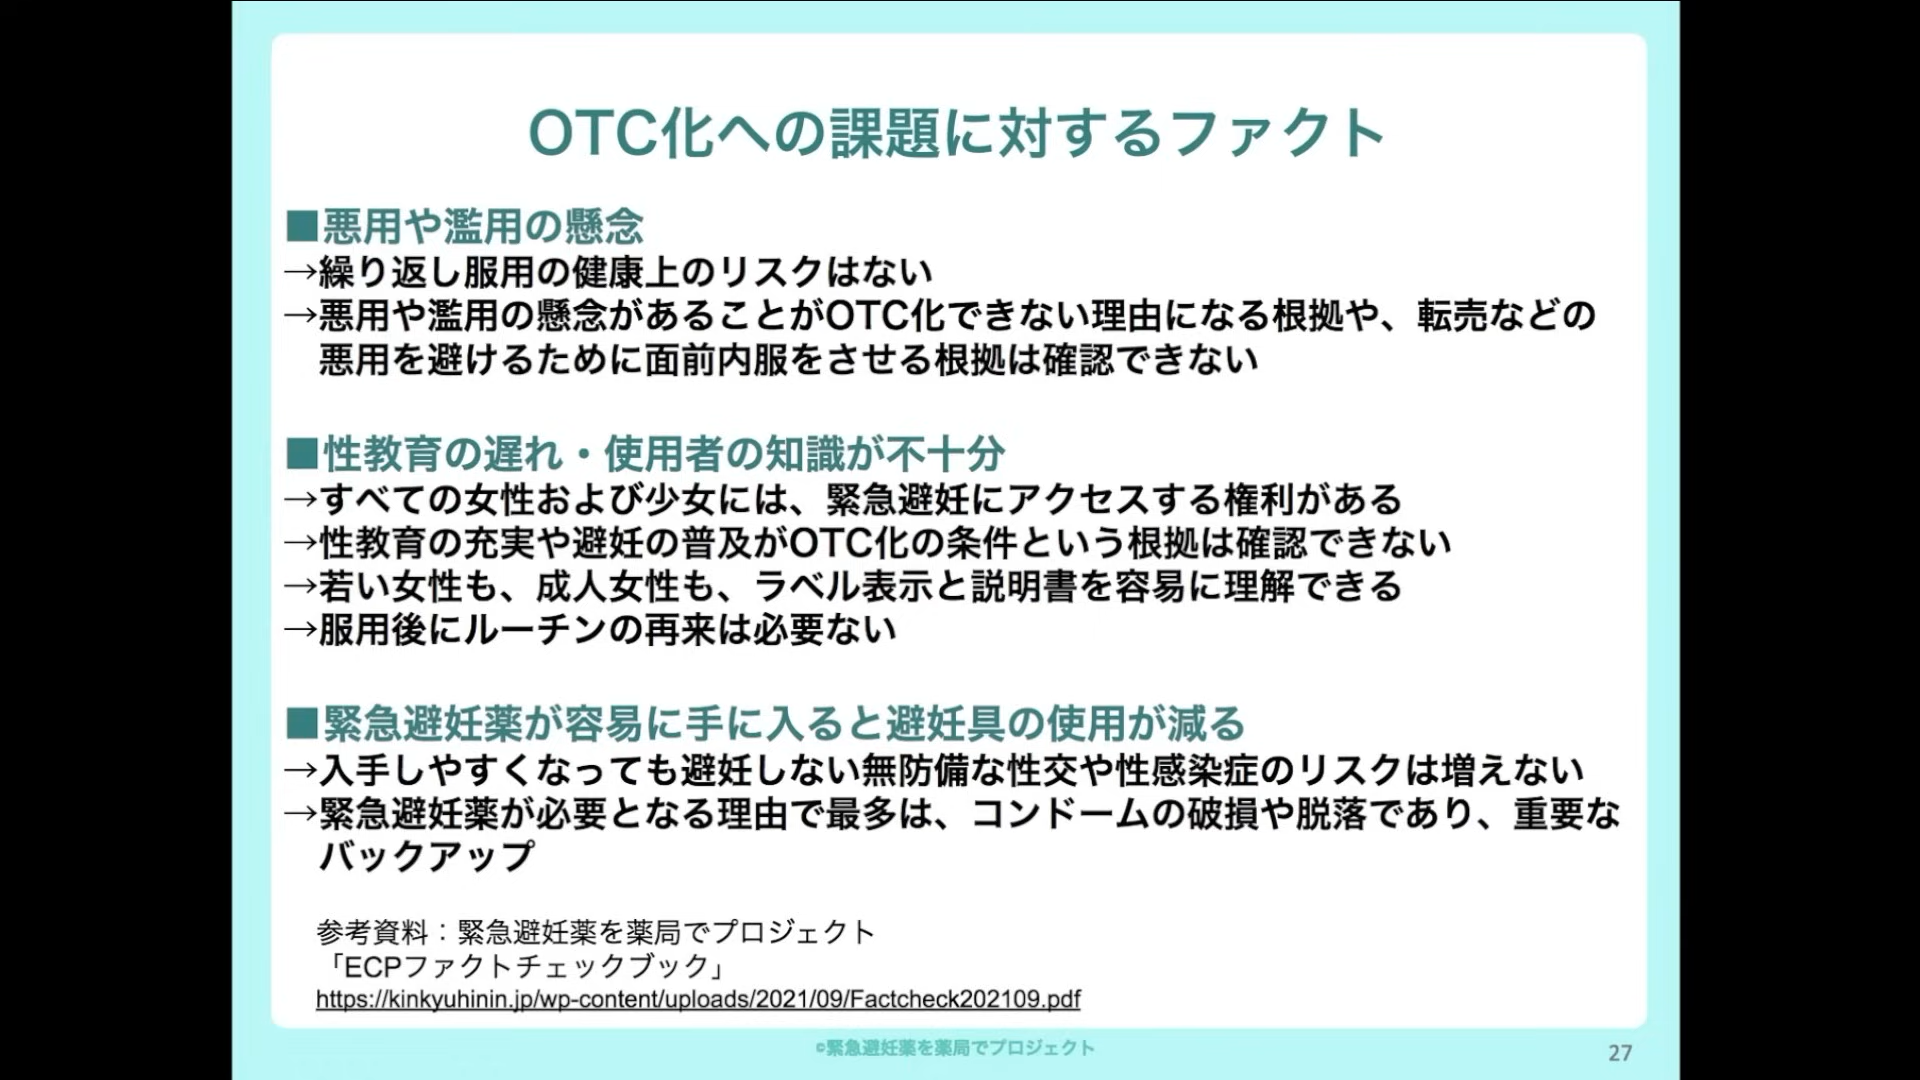 OTC化への課題に対するファクト
■悪用や濫用の懸念
→繰り返し服用の健康上のリスクはない
→悪用や濫用の懸念があることがOTC化できない理由になる根拠や、転売などの
悪用を避けるために面前内服をさせる根拠は確認できない
■性教育の遅れ・使用者の知識が不十分
→すべての女性および少女には、緊急避妊にアクセスする権利がある
→性教育の充実や避妊の普及がOTC化の条件という根拠は確認できない
→若い女性も、成人女性も、ラベル表示と説明書を容易に理解できる
→服用後にルーチンの再来は必要ない
■緊急避妊薬が容易に手に入ると避妊具の使用が減る
→入手しやすくなっても避妊しない無防備な性交や性感染症のリスクは増えない
→緊急避妊薬が必要となる理由で最多は、コンドームの破損や脱落であり、重要な
バックアップ
参考資料：緊急避妊薬を薬局でプロジェクト
「ECPファクトチェックブック」
https://kinkyuhinin.jp/wp-content/uploads/2021/09/Factcheck202109.pdf
©緊急避妊薬を薬局でプロジェクト
27